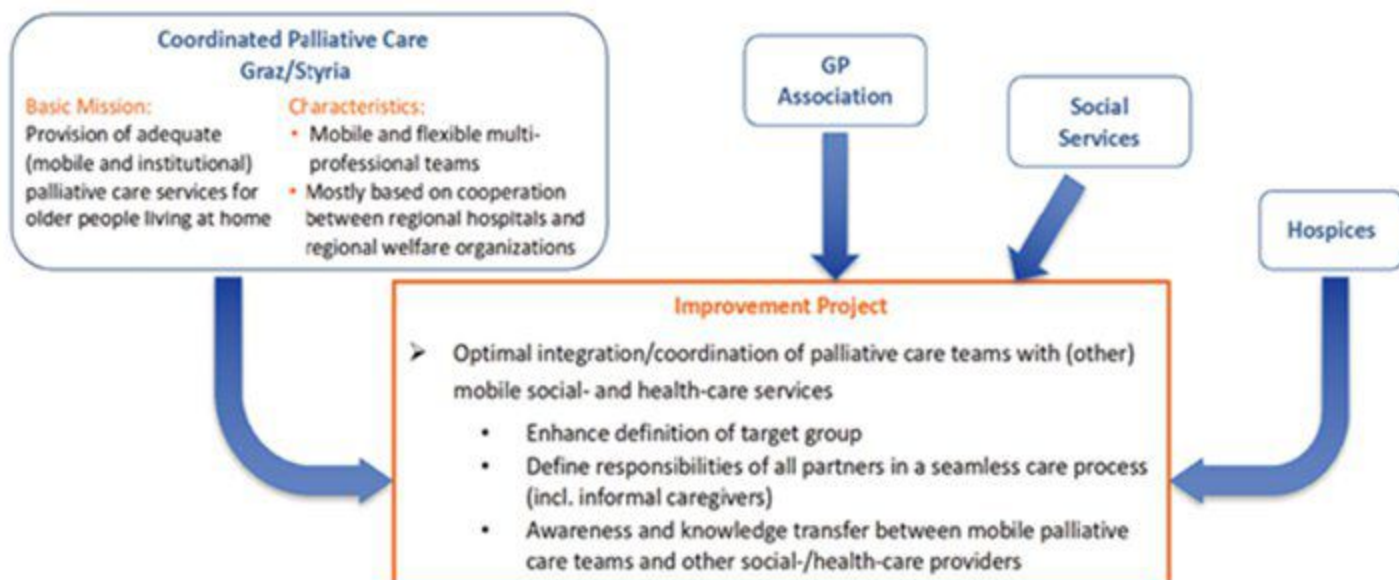 Coordinated Palliative Care
Graz/Styria
Basic Mission:
Provision of adequate
(mobile and institutional)
palliative care services for
older people living at home
Characteristics:
• Mobile and flexible multi-
professional teams
• Mostly based on cooperation
between regional hospitals and
regional welfare organizations
GP
Association
Social
Services
Hospices
Improvement Project
➢ Optimal integration/coordination of palliative care teams with (other)
mobile social- and health-care services
• Enhance definition of target group
• Define responsibilities of all partners in a seamless care process
(incl. informal caregivers)
• Awareness and knowledge transfer between mobile palliative
care teams and other social-/health-care providers